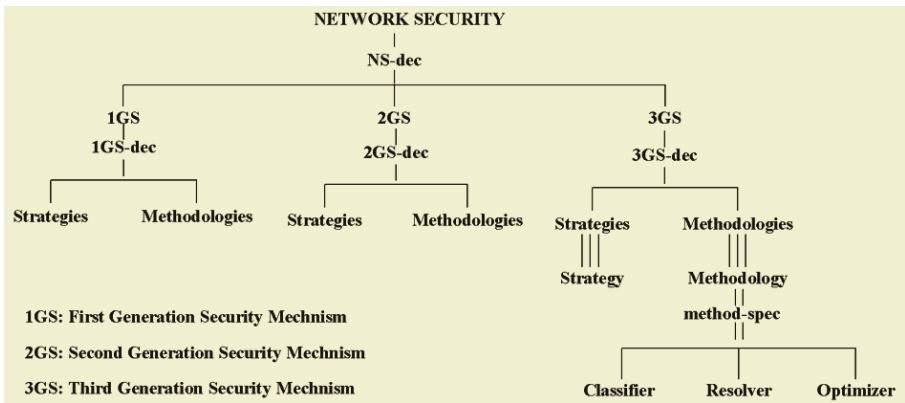 NETWORK SECURITY
NS-dec
1GS 2GS 3GS
1GS-dec 2GS-dec 3GS-dec
Strategies Methodologies Strategies Methodologies Strategies Methodologies
Strategy Methodology
method-spec
1GS: First Generation Security Mechnism
2GS: Second Generation Security Mechnism
3GS: Third Generation Security Mechnism
Classifier Resolver Optimizer